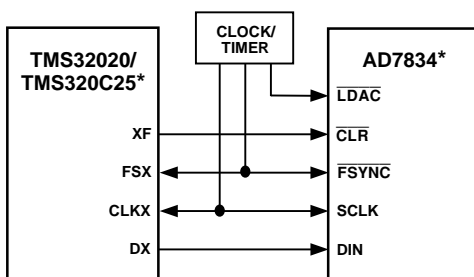 CLOCK/
TIMER
TMS32020/
TMS320C25*
AD7834*
LDAC
XF
CLR
FSX
FSYNC
CLKX
SCLK
DX
DIN